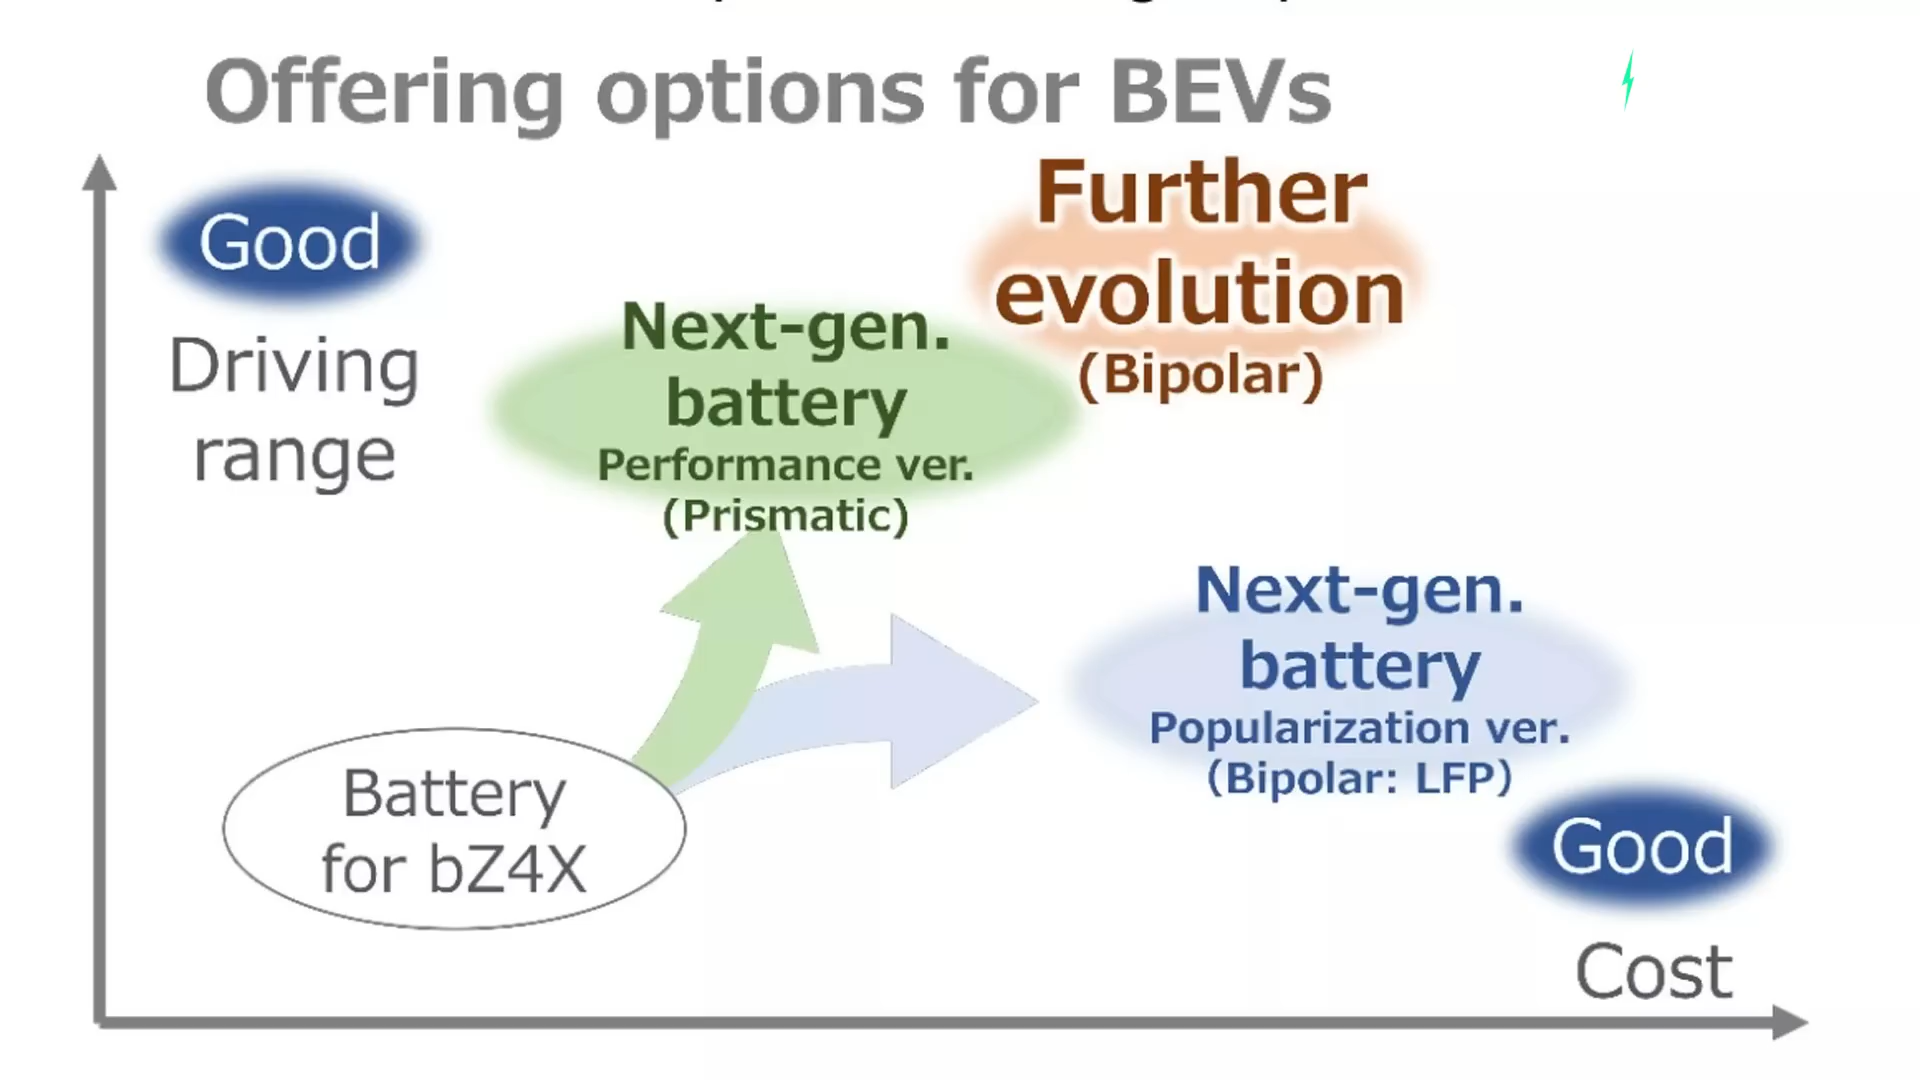 Offering options for BEVs
Good
Driving
range
Further
evolution
(Bipolar)
Next-gen.
battery
Performance ver.
(Prismatic)
Next-gen.
battery
Popularization ver.
(Bipolar: LFP)
Battery
for bZ4X
Good
Cost